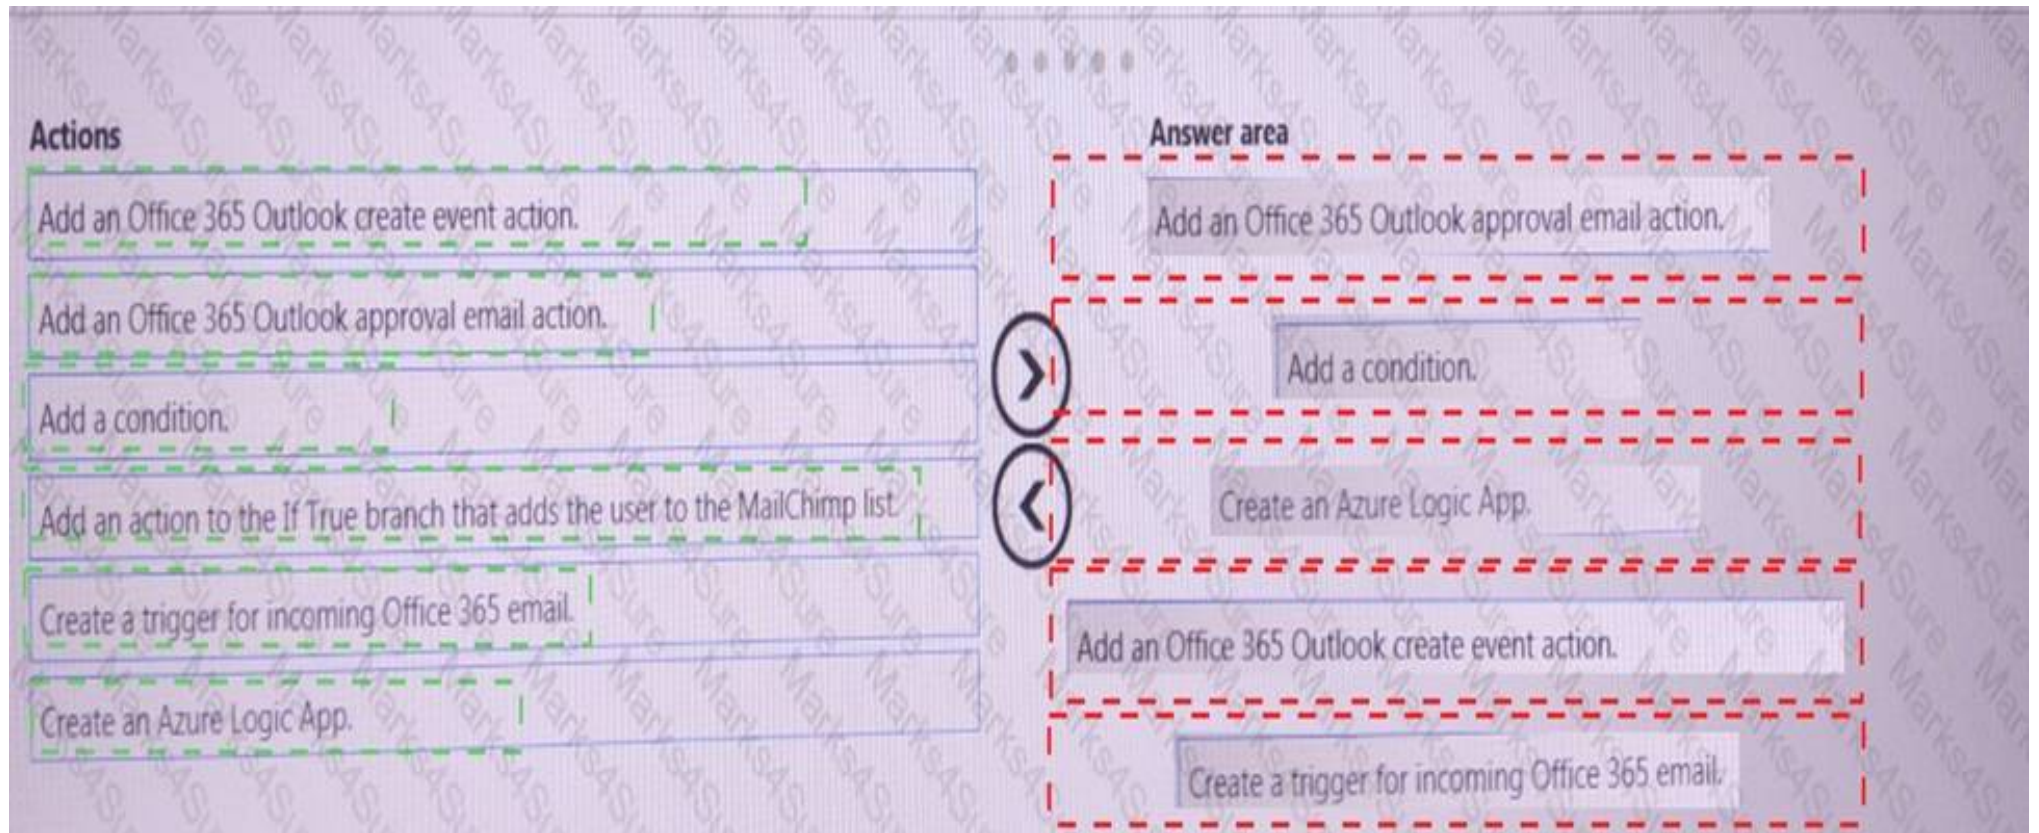 Actions
Add an Office 365 Outlook create event action.
Add an Office 365 Outlook approval email action.
Add a condition.
Add an action to the If True branch that adds the user to the MailChimp list.
Create a trigger for incoming Office 365 email.
Create an Azure Logic App.
Answer area
Add an Office 365 Outlook approval email action.
Add a condition.
Create an Azure Logic App.
Add an Office 365 Outlook create event action.
Create a trigger for incoming Office 365 email.
Marks4Sure